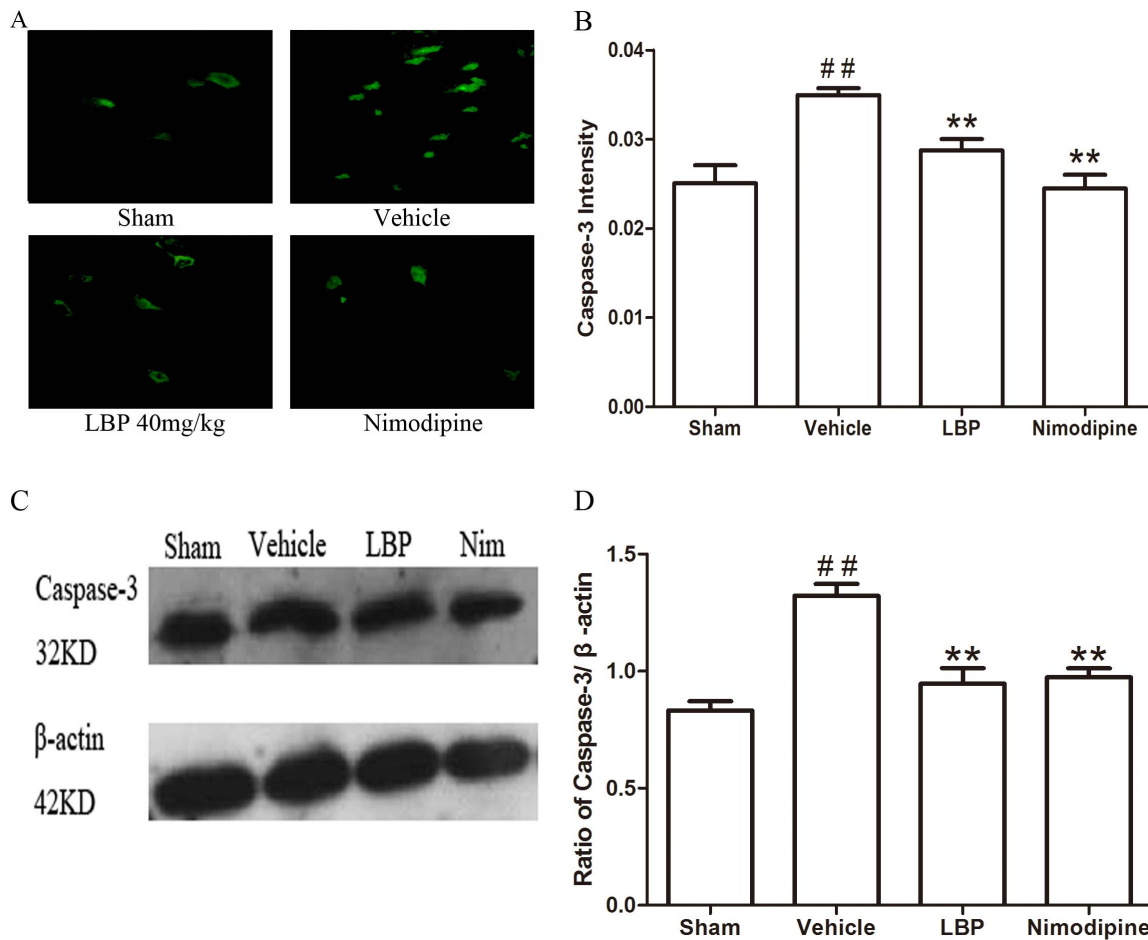 A
Sham
Vehicle
LBP 40mg/kg
Nimodipine
B
Caspase-3 Intensity
0.04
0.03
0.02
0.01
0.00
##
**
**
Sham
Vehicle
LBP
Nimodipine
C
Sham
Vehicle
LBP
Nim
Caspase-3
32KD
β-actin
42KD
D
Ratio of Caspase-3/ β -actin
1.5
1.0
0.5
0.0
##
**
**
Sham
Vehicle
LBP
Nimodipine